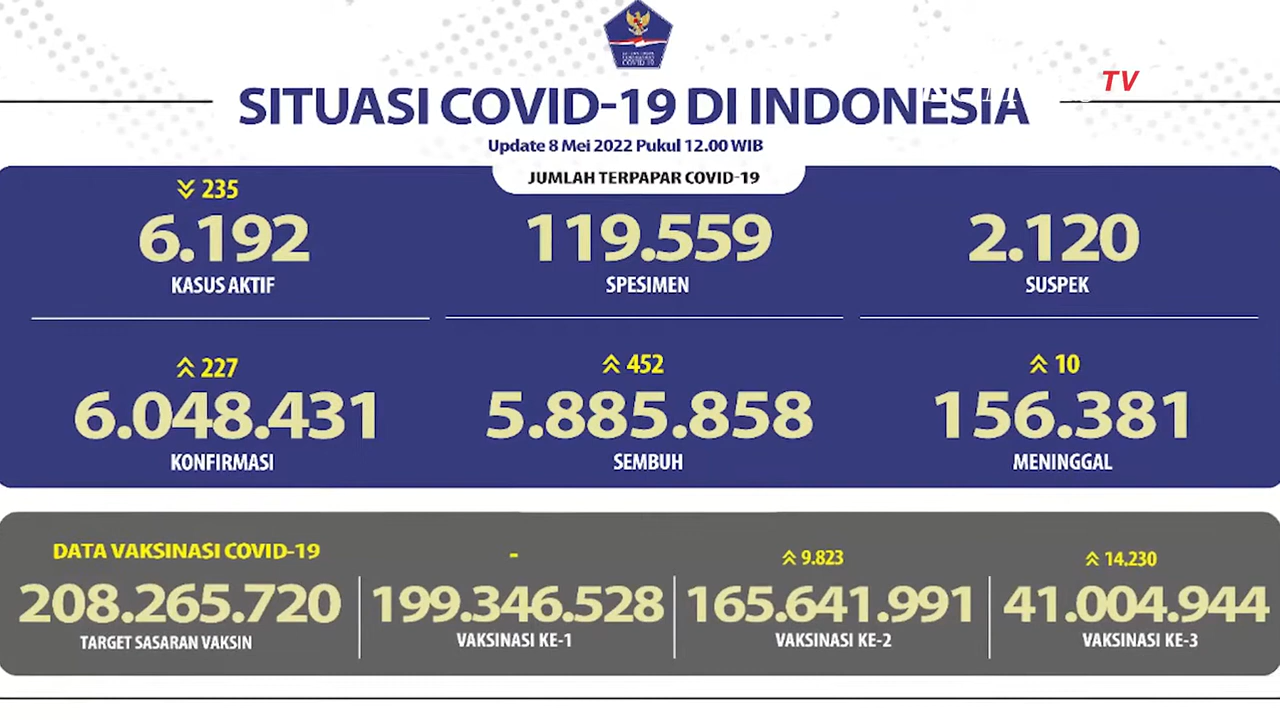 COVID-19
TV
SITUASI COVID-19 DI INDONESIA
Update 8 Mei 2022 Pukul 12.00 WIB
JUMLAH TERPAPAR COVID-19
235
6.192
KASUS AKTIF
119.559
SPESIMEN
2.120
SUSPEK
227
6.048.431
KONFIRMASI
452
5.885.858
SEMBUH
10
156.381
MENINGGAL
DATA VAKSINASI COVID-19
208.265.720
TARGET SASARAN VAKSIN
-
199.346.528
VAKSINASI KE-1
9.823
165.641.991
VAKSINASI KE-2
14.230
41.004.944
VAKSINASI KE-3